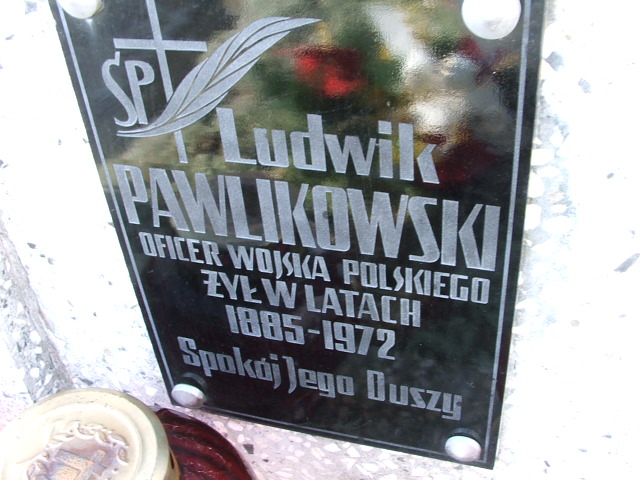 ŚP
Ludwik
PAWLIKOWSKI
OFICER WOJSKA POLSKIEGO
ŻYŁ W LATACH
1885-1972
Spokój Jego Duszy